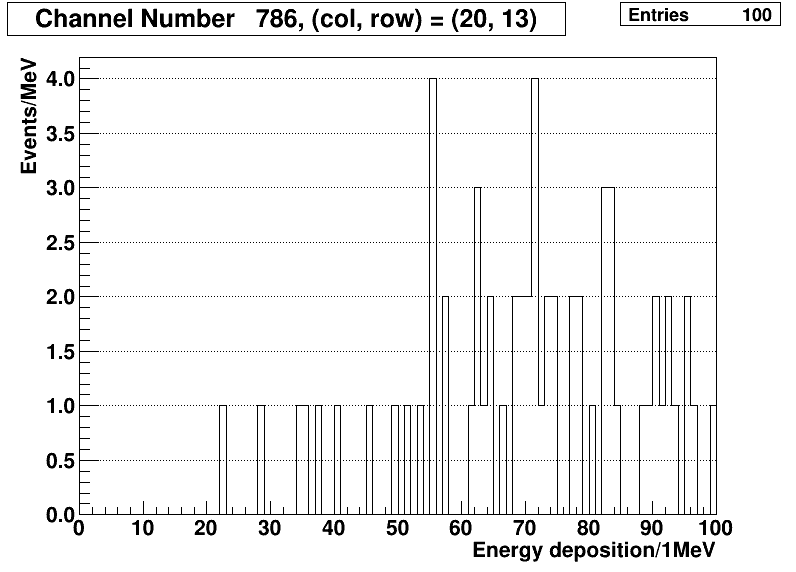 Channel Number 786, (col, row) = (20, 13)
Entries 100
Events/MeV
4.0
3.5
3.0
2.5
2.0
1.5
1.0
0.5
0.0
0 10 20 30 40 50 60 70 80 90 100
Energy deposition/1MeV